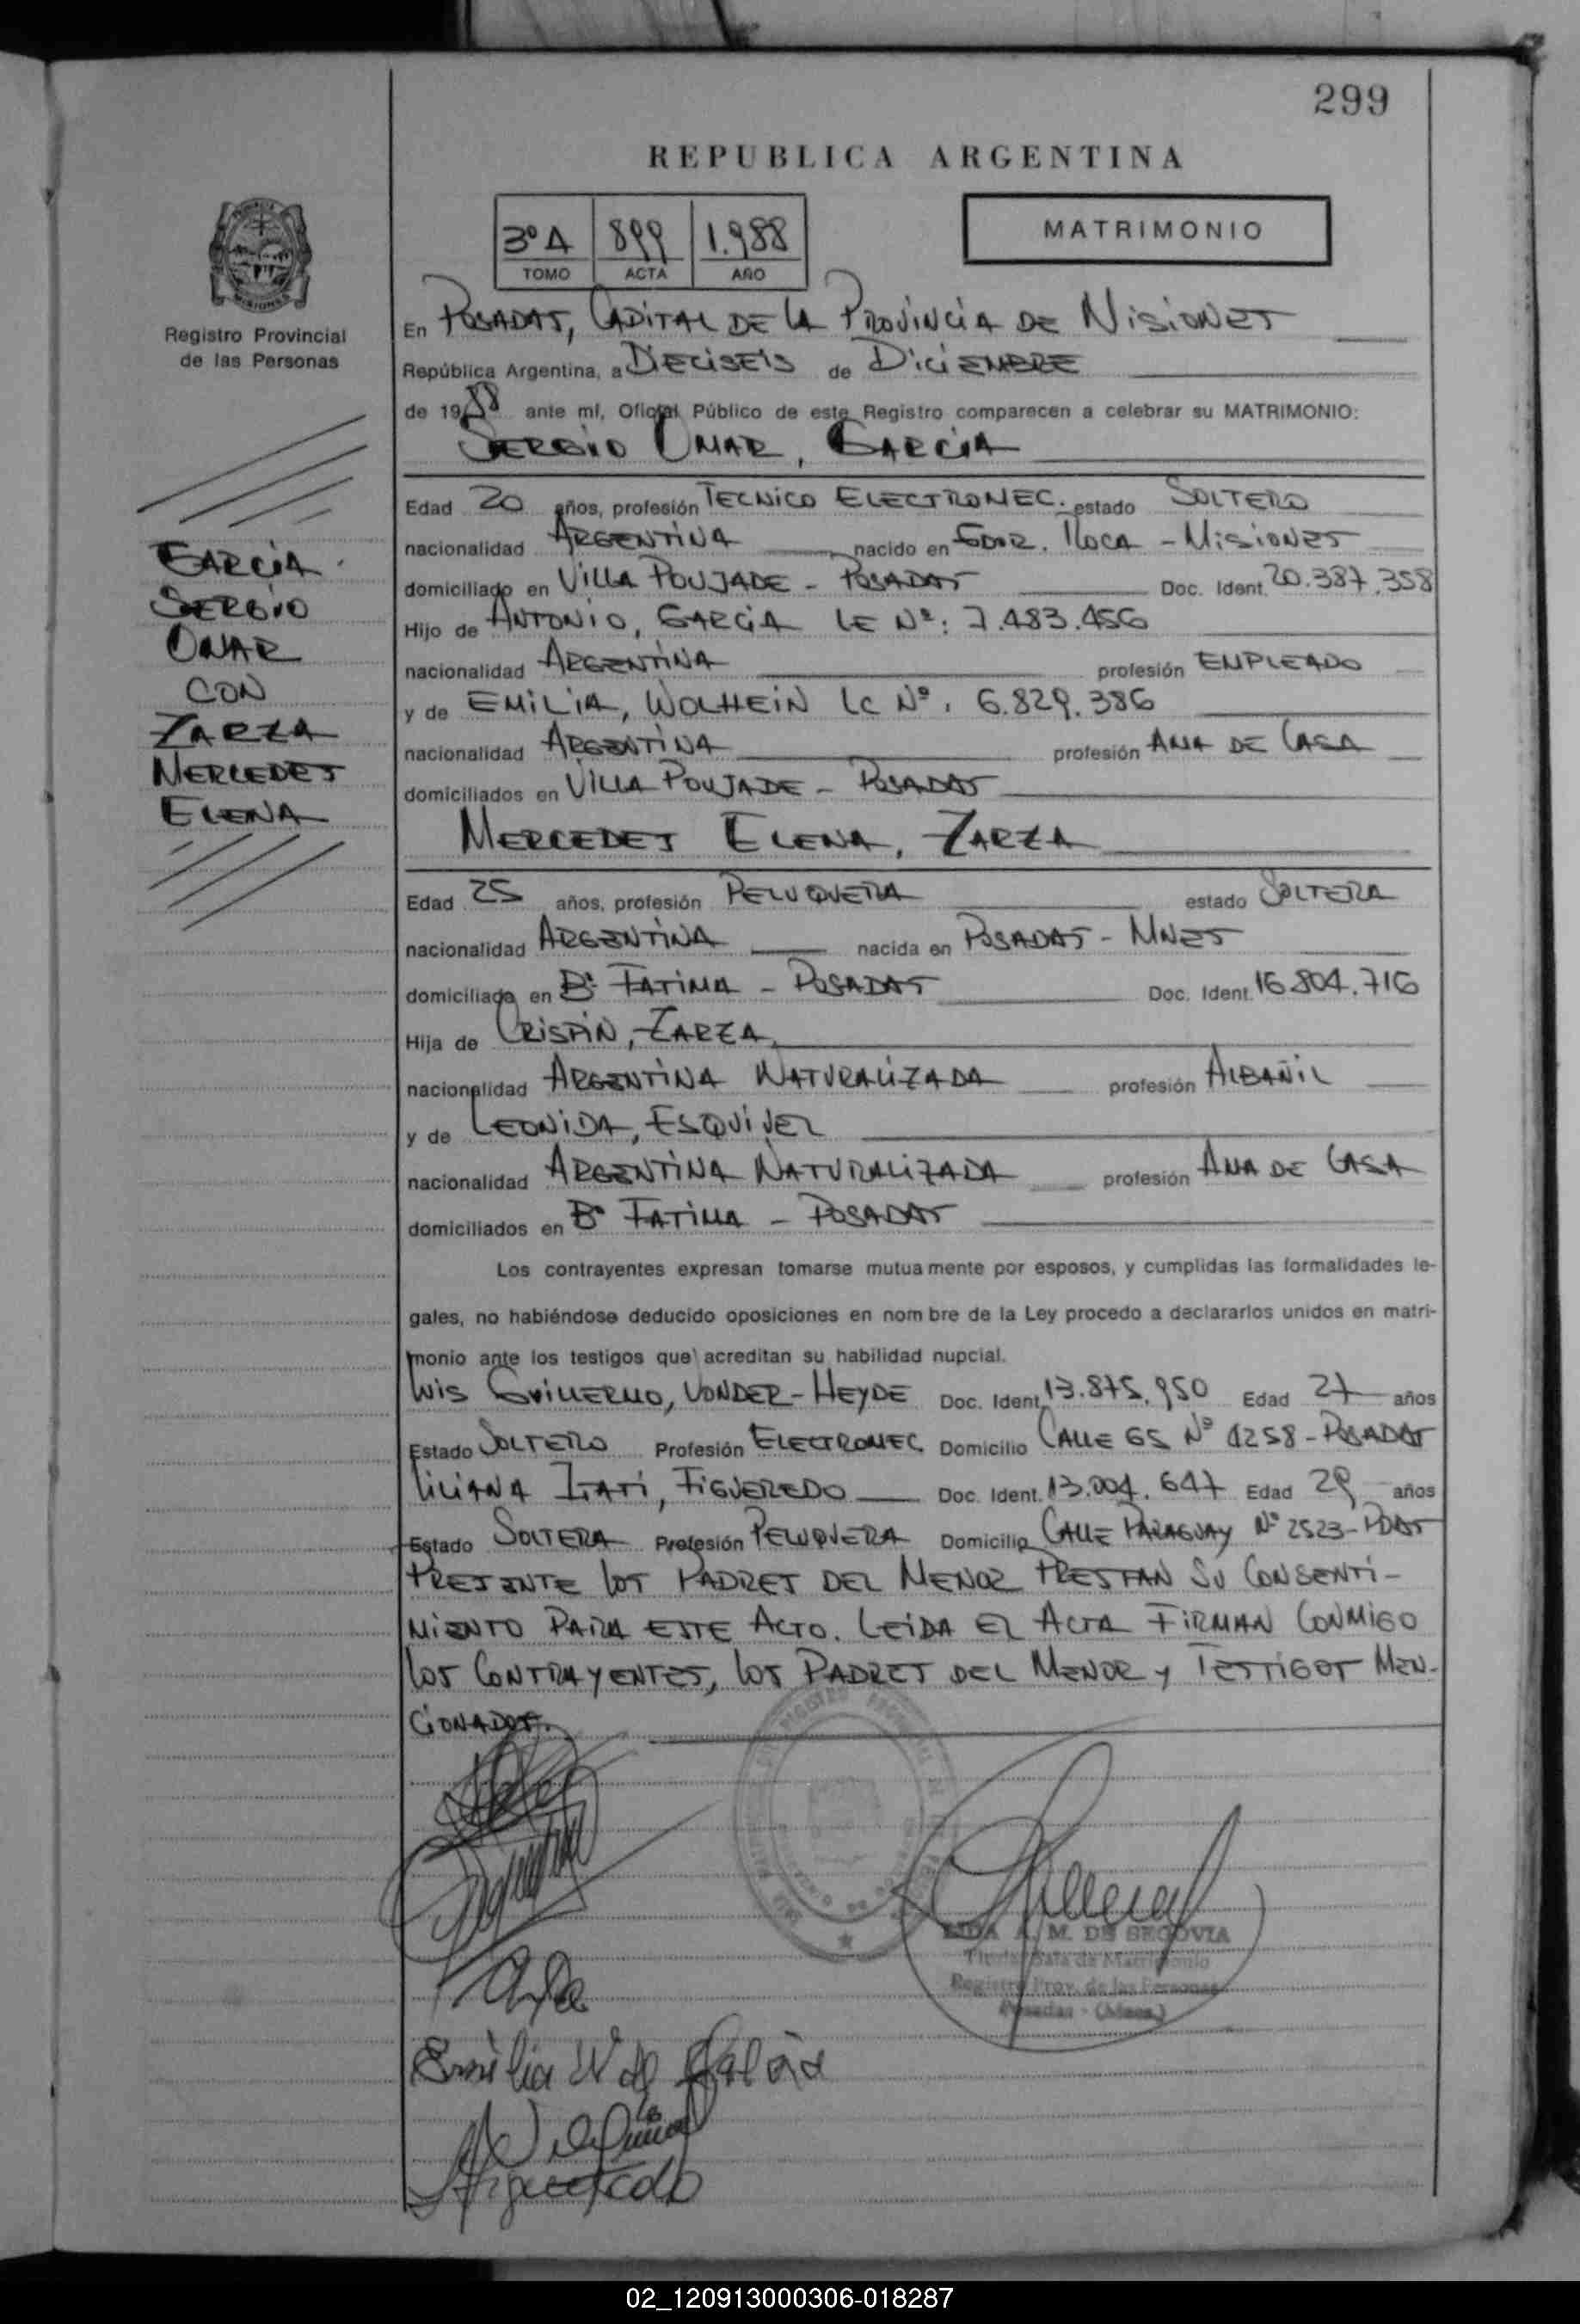 299
REPUBLICA ARGENTINA
3º A 899 1.988
TOMO ACTA AÑO
MATRIMONIO
Registro Provincial
de las Personas
En POSADAS, CAPITAL DE LA PROVINCIA DE MISIONES
República Argentina, a DIECISEIS de DICIEMBRE
de 1988 ante mí, Oficial Público de este Registro comparecen a celebrar su MATRIMONIO:
SERGIO OMAR, GARCIA
Edad 20 años, profesión TECNICO ELECTROMEC. estado SOLTERO
nacionalidad ARGENTINA nacido en GDOR. ROCA - MISIONES
domiciliado en VILLA POUJADE - POSADAS Doc. Ident. 20.387.358
Hijo de ANTONIO, GARCIA LE Nº: 7.483.456
nacionalidad ARGENTINA profesión EMPLEADO
y de EMILIA, WOLHEIN LC Nº: 6.829.386
nacionalidad ARGENTINA profesión AMA DE CASA
domiciliados en VILLA POUJADE - POSADAS
MERCEDES ELENA, ZARZA
Edad 25 años, profesión PELUQUERA estado SOLTERA
nacionalidad ARGENTINA nacida en POSADAS - MNES
domiciliada en Bº FATIMA - POSADAS Doc. Ident. 16.804.716
Hija de CRISPIN, ZARZA
nacionalidad ARGENTINA NATURALIZADA profesión ALBAÑIL
y de LEONIDA, ESQUIVEL
nacionalidad ARGENTINA NATURALIZADA profesión AMA DE CASA
domiciliados en Bº FATIMA - POSADAS
Los contrayentes expresan tomarse mutuamente por esposos, y cumplidas las formalidades le-
gales, no habiéndose deducido oposiciones en nombre de la Ley procedo a declararlos unidos en matri-
monio ante los testigos que acreditan su habilidad nupcial.
LUIS GUILLERMO, VONDER-HEYDE Doc. Ident. 13.875.950 Edad 27 años
Estado SOLTERO Profesión ELECTROMEC. Domicilio CALLE 65 Nº 1258 - POSADAS
LILIANA ITATI, FIGUEREDO Doc. Ident. 13.004.647 Edad 29 años
Estado SOLTERA Profesión PELUQUERA Domicilio CALLE PARAGUAY Nº 2523 - PDAS
PRESENTE LOS PADRES DEL MENOR PRESTAN SU CONSENTI-
MIENTO PARA ESTE ACTO. LEIDA EL ACTA FIRMAN CONMIGO
LOS CONTRAYENTES, LOS PADRES DEL MENOR Y TESTIGOS MEN-
CIONADOS.
GARCIA
SERGIO
OMAR
CON
ZARZA
MERCEDES
ELENA
LIDA A. M. DE SEGOVIA
Titular Sala de Matrimonio
Registro Prov. de las Personas
Posadas - (Mnes.)
Emilia W de Garcia
Figueredo
02_120913000306-018287